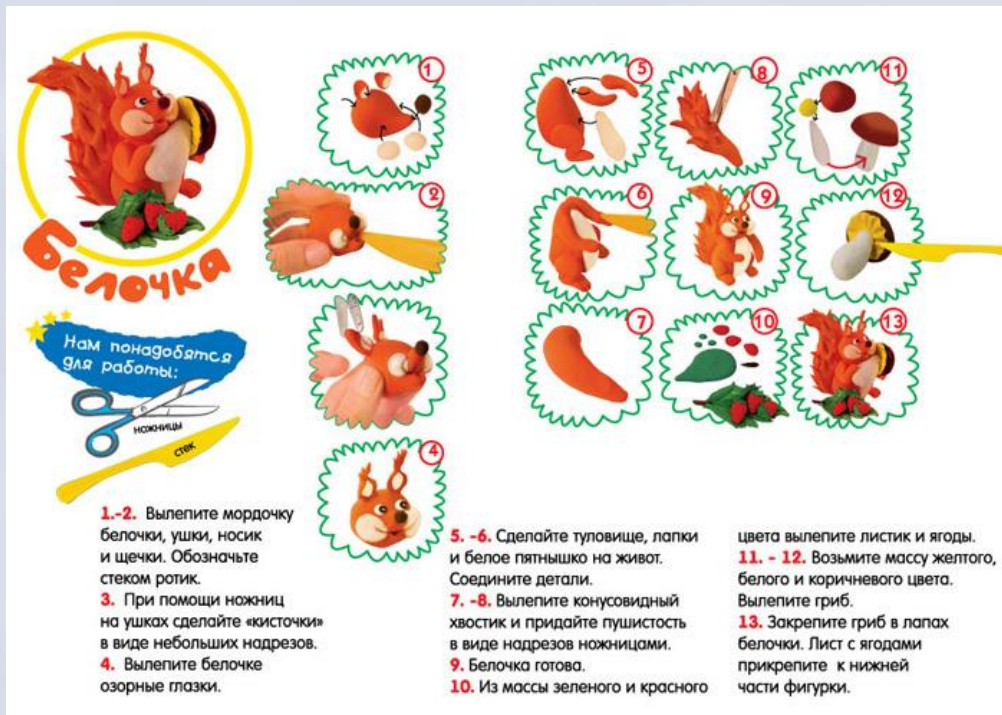 Белочка
Нам понадобятся
для работы:
ножницы
стек
1
2
4
5
6
7
8
9
10
11
12
13
1.-2. Вылепите мордочку
белочки, ушки, носик
и щечки. Обозначьте
стеком ротик.
3. При помощи ножниц
на ушках сделайте «кисточки»
в виде небольших надрезов.
4. Вылепите белочке
озорные глазки.
5. -6. Сделайте туловище, лапки
и белое пятнышко на живот.
Соедините детали.
7. -8. Вылепите конусовидный
хвостик и придайте пушистость
в виде надрезов ножницами.
9. Белочка готова.
10. Из массы зеленого и красного
цвета вылепите листик и ягоды.
11. - 12. Возьмите массу желтого,
белого и коричневого цвета.
Вылепите гриб.
13. Закрепите гриб в лапах
белочки. Лист с ягодами
прикрепите к нижней
части фигурки.